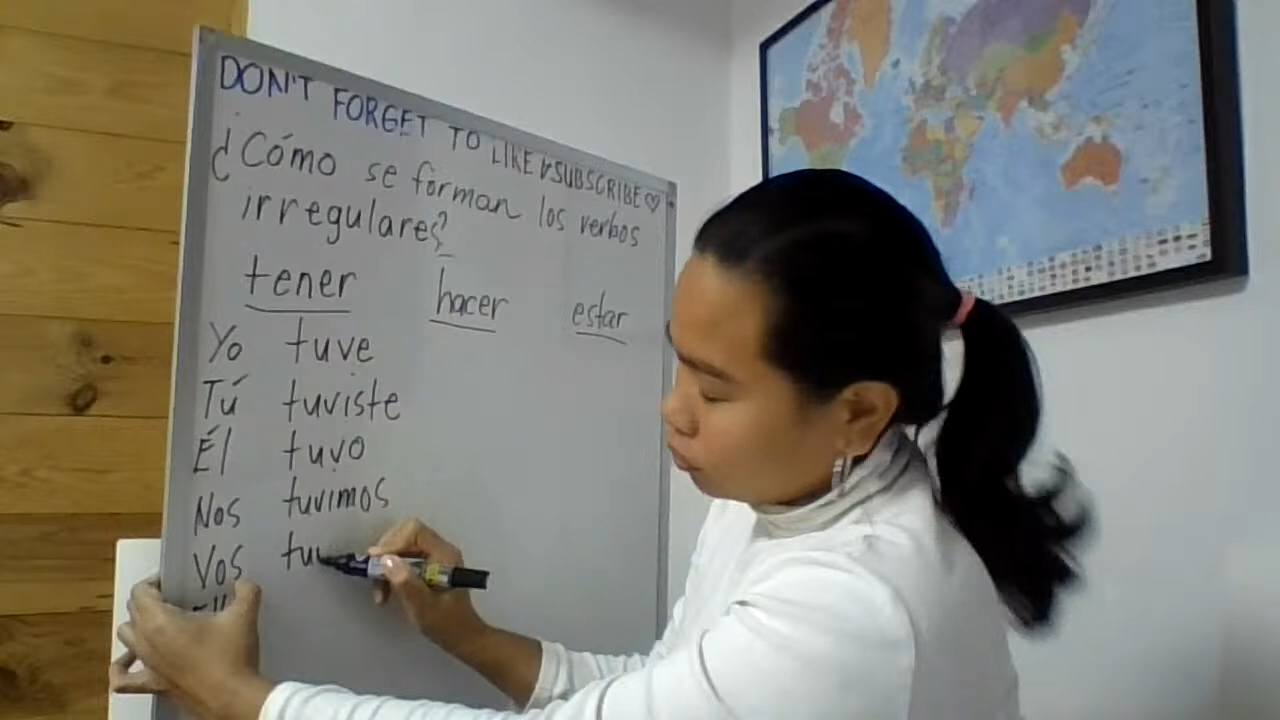 DON'T FORGET TO LIKE & SUBSCRIBE ♡
¿Cómo se forman los verbos
irregulares?
tener hacer estar
Yo tuve
Tú tuviste
Él tuvo
Nos tuvimos
Vos tuv